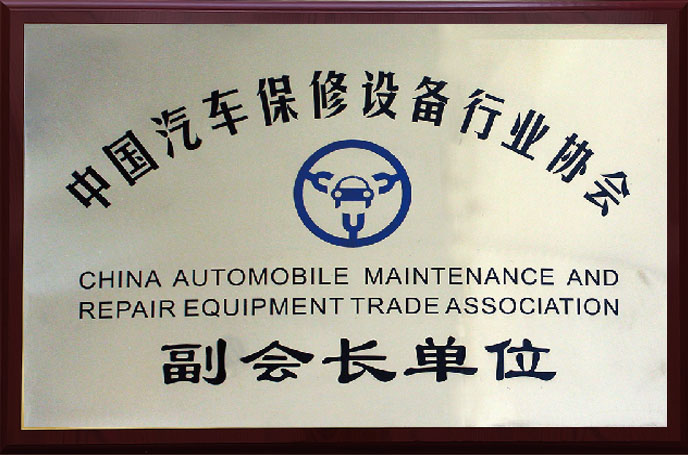 中国汽车保修设备行业协会
CHINA AUTOMOBILE MAINTENANCE AND
REPAIR EQUIPMENT TRADE ASSOCIATION
副会长单位